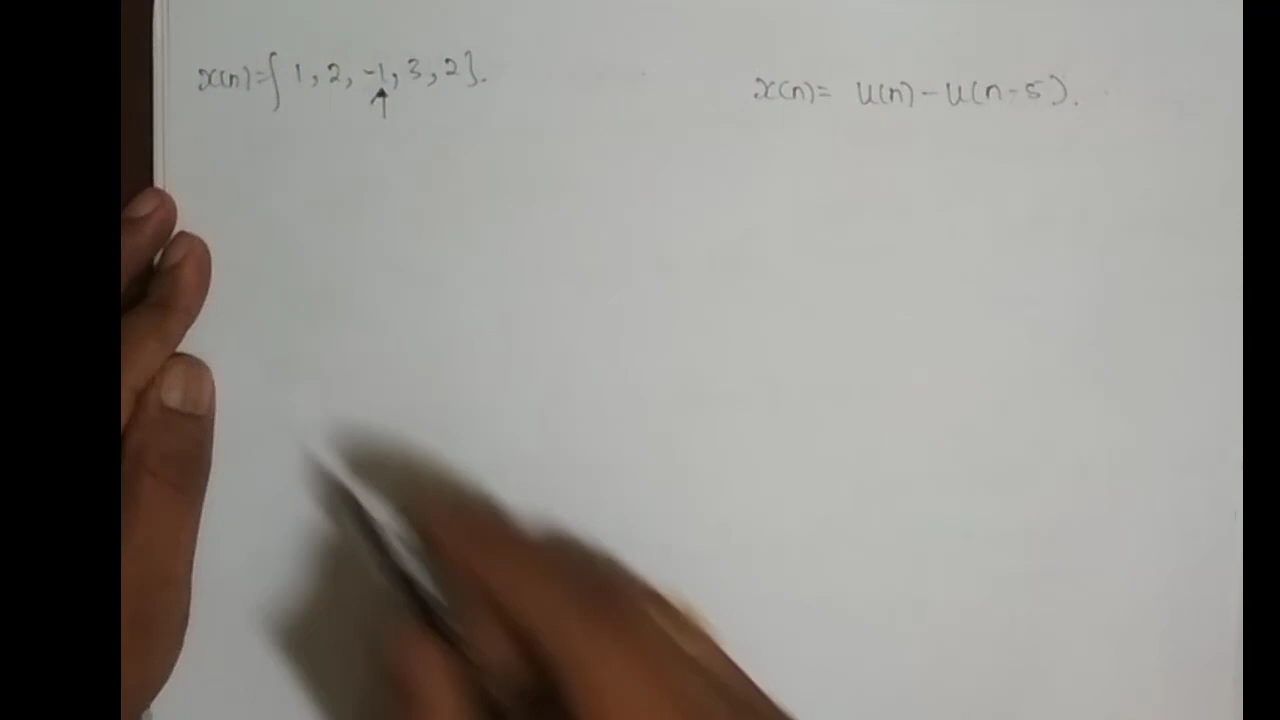 x(n)={ 1, 2, -1, 3, 2}.
↑
x(n)= u(n)-u(n-5).